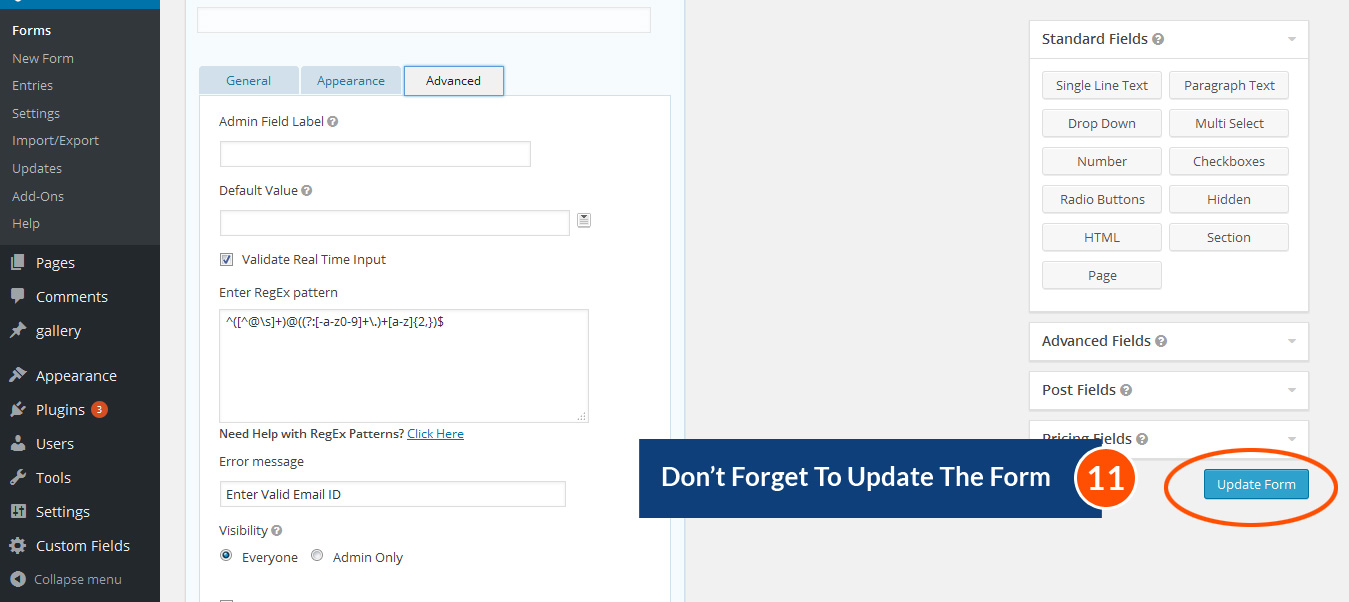 Forms
New Form
Entries
Settings
Import/Export
Updates
Add-Ons
Help
Pages
Comments
gallery
Appearance
Plugins 3
Users
Tools
Settings
Custom Fields
Collapse menu
General Appearance Advanced
Admin Field Label ?
Default Value ?
Validate Real Time Input
Enter RegEx pattern
^([^@\s]+)@((?:[-a-z0-9]+\.)+[a-z]{2,})$
Need Help with RegEx Patterns? Click Here
Error message
Enter Valid Email ID
Visibility ?
Everyone Admin Only
Standard Fields ?
Single Line Text Paragraph Text
Drop Down Multi Select
Number Checkboxes
Radio Buttons Hidden
HTML Section
Page
Advanced Fields ?
Post Fields ?
Pricing Fields ?
Don't Forget To Update The Form 11
Update Form